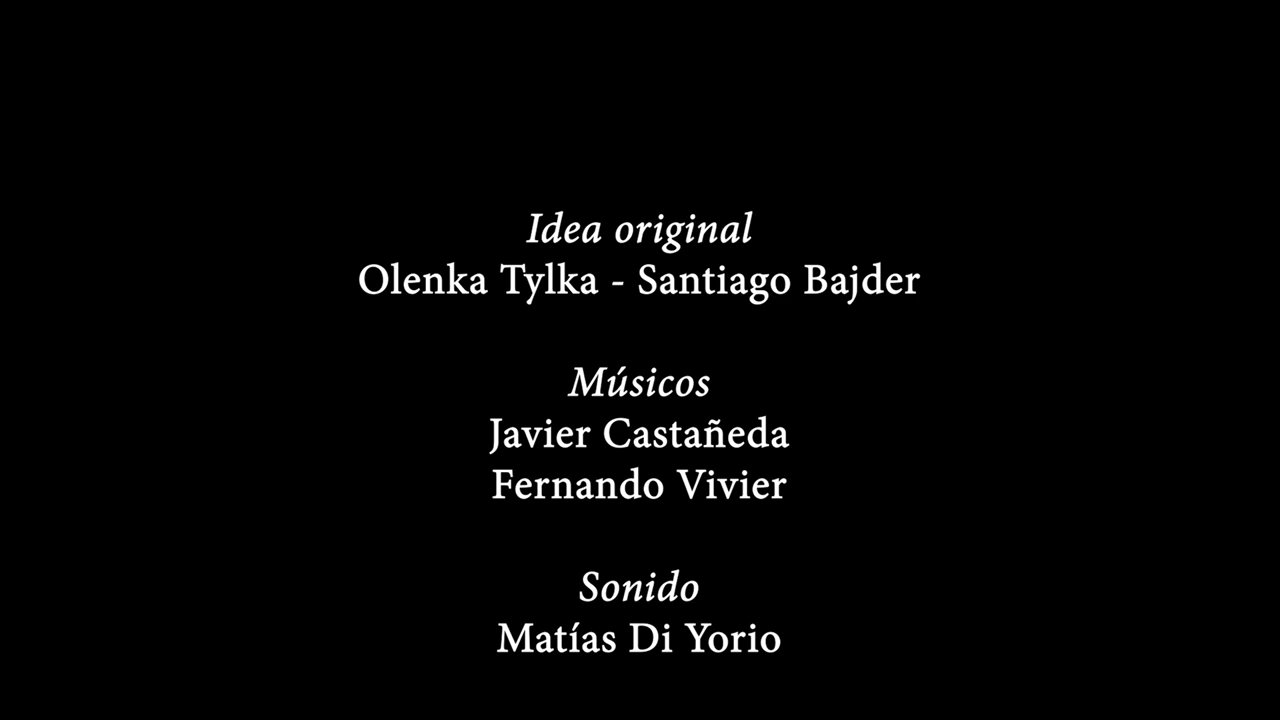 Idea original
Olenka Tylka - Santiago Bajder
Músicos
Javier Castañeda
Fernando Vivier
Sonido
Matías Di Yorio